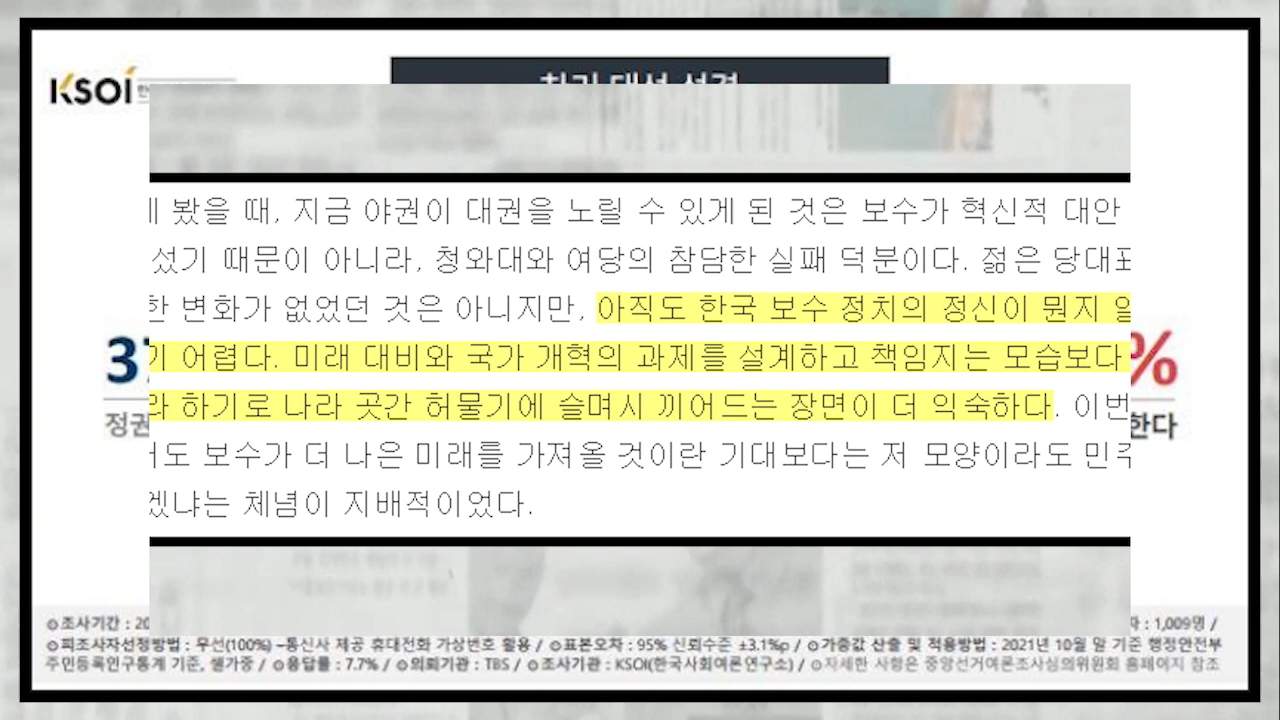 KSOI
차기 대선 성격
봤을 때, 지금 야권이 대권을 노릴 수 있게 된 것은 보수가 혁신적 대안
섰기 때문이 아니라, 청와대와 여당의 참담한 실패 덕분이다. 젊은 당대표
한 변화가 없었던 것은 아니지만, 아직도 한국 보수 정치의 정신이 뭔지 알
기 어렵다. 미래 대비와 국가 개혁의 과제를 설계하고 책임지는 모습보다
라 하기로 나라 곳간 허물기에 슬며시 끼어드는 장면이 더 익숙하다. 이번
도 보수가 더 나은 미래를 가져올 것이란 기대보다는 저 모양이라도 민주
겠냐는 체념이 지배적이었다.
%
정권
한다
⊙조사기간 : 20
: 1,009명 /
⊙피조사자선정방법 : 무선(100%) –통신사 제공 휴대전화 가상번호 활용 / ⊙표본오차 : 95% 신뢰수준 ±3.1%p / ⊙가중값 산출 및 적용방법 : 2021년 10월 말 기준 행정안전부
주민등록인구통계 기준, 셀가중 / ⊙응답률 : 7.7% / ⊙의뢰기관 : TBS / ⊙조사기관 : KSOI(한국사회여론연구소) / ⊙자세한 사항은 중앙선거여론조사심의위원회 홈페이지 참조